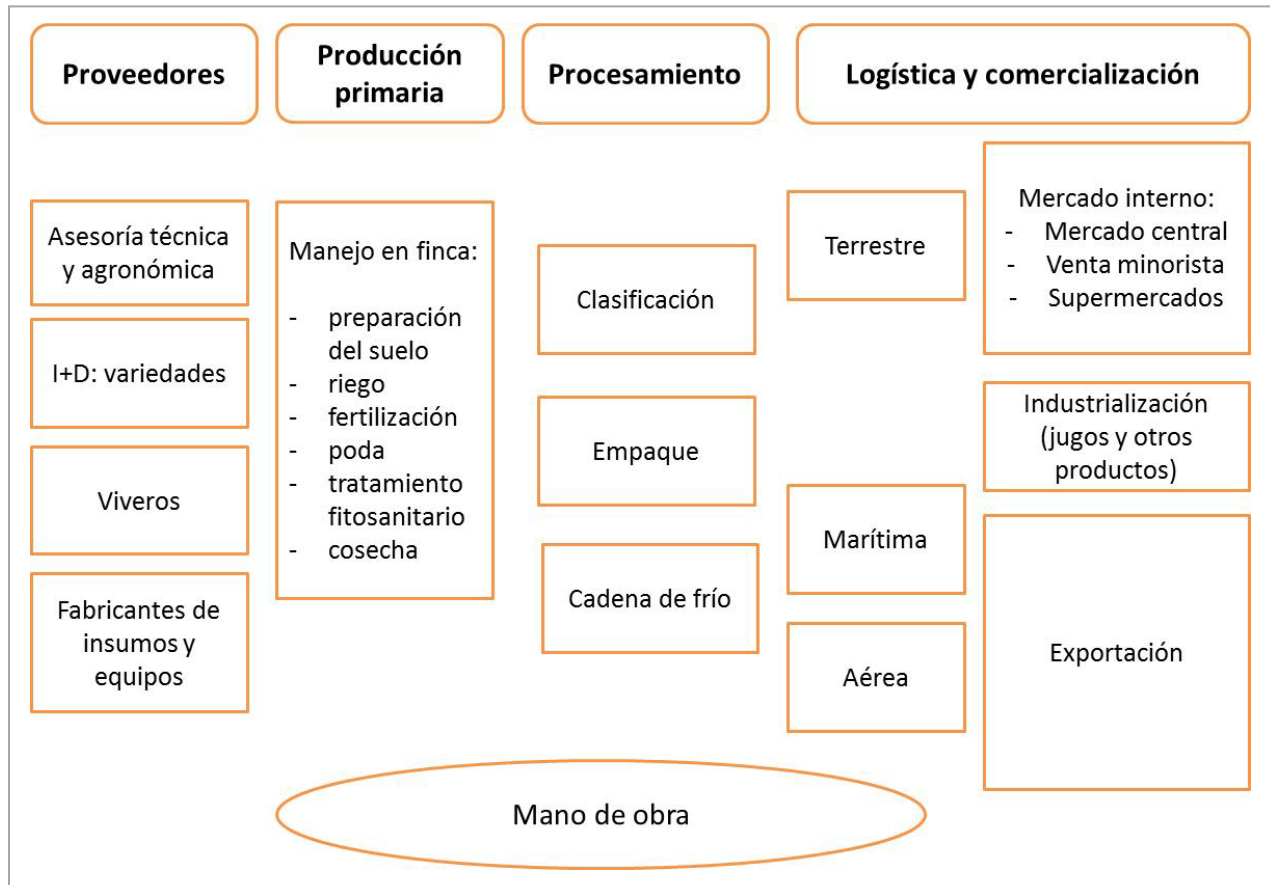 Proveedores
Producción
primaria
Procesamiento
Logística y comercialización
Asesoría técnica
y agronómica
I+D: variedades
Viveros
Fabricantes de
insumos y
equipos
Manejo en finca:
- preparación
del suelo
- riego
- fertilización
- poda
- tratamiento
fitosanitario
- cosecha
Clasificación
Empaque
Cadena de frío
Terrestre
Marítima
Aérea
Mercado interno:
- Mercado central
- Venta minorista
- Supermercados
Industrialización
(jugos y otros
productos)
Exportación
Mano de obra